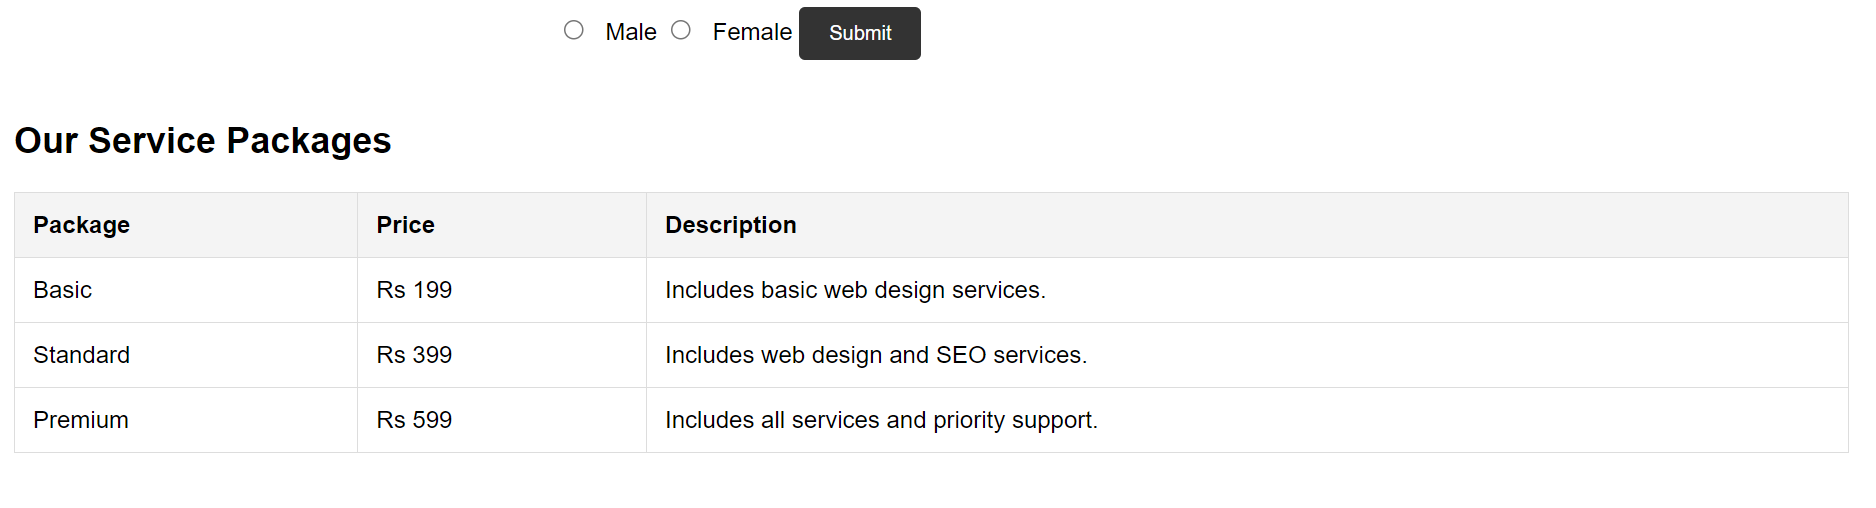 Male Female Submit
Our Service Packages
Package Price Description
Basic Rs 199 Includes basic web design services.
Standard Rs 399 Includes web design and SEO services.
Premium Rs 599 Includes all services and priority support.